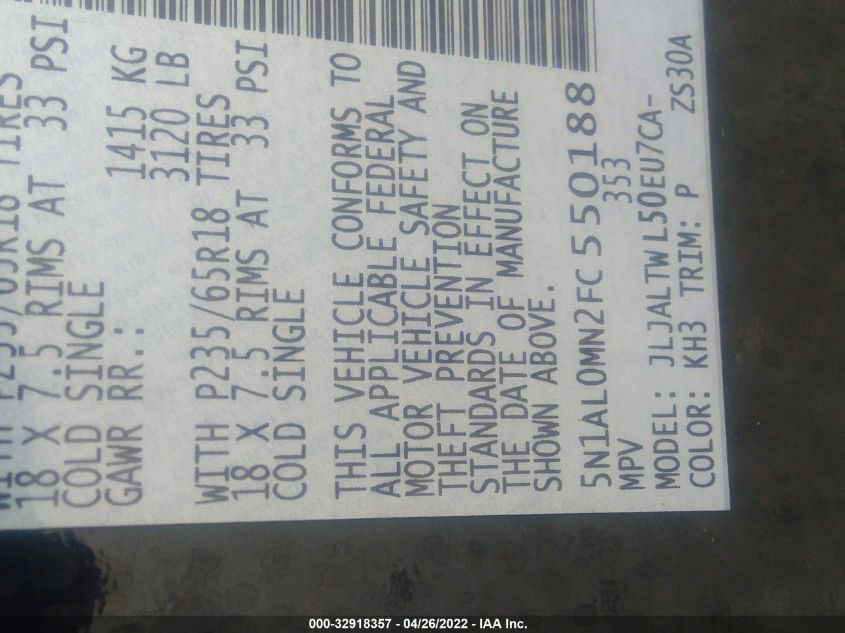 18 X 7.5 RIMS AT 33 PSI
COLD SINGLE
GAWR RR.: 1415 KG
3120 LB
WITH P235/65R18 TIRES
18 X 7.5 RIMS AT 33 PSI
COLD SINGLE
THIS VEHICLE CONFORMS TO
ALL APPLICABLE FEDERAL
MOTOR VEHICLE SAFETY AND
THEFT PREVENTION
STANDARDS IN EFFECT ON
THE DATE OF MANUFACTURE
SHOWN ABOVE.
5N1AL0MN2FC550188
MPV 353
MODEL: JLJALTWL50EU7CA-
COLOR: KH3 TRIM: P ZS30A
000-32918357 - 04/26/2022 - IAA Inc.